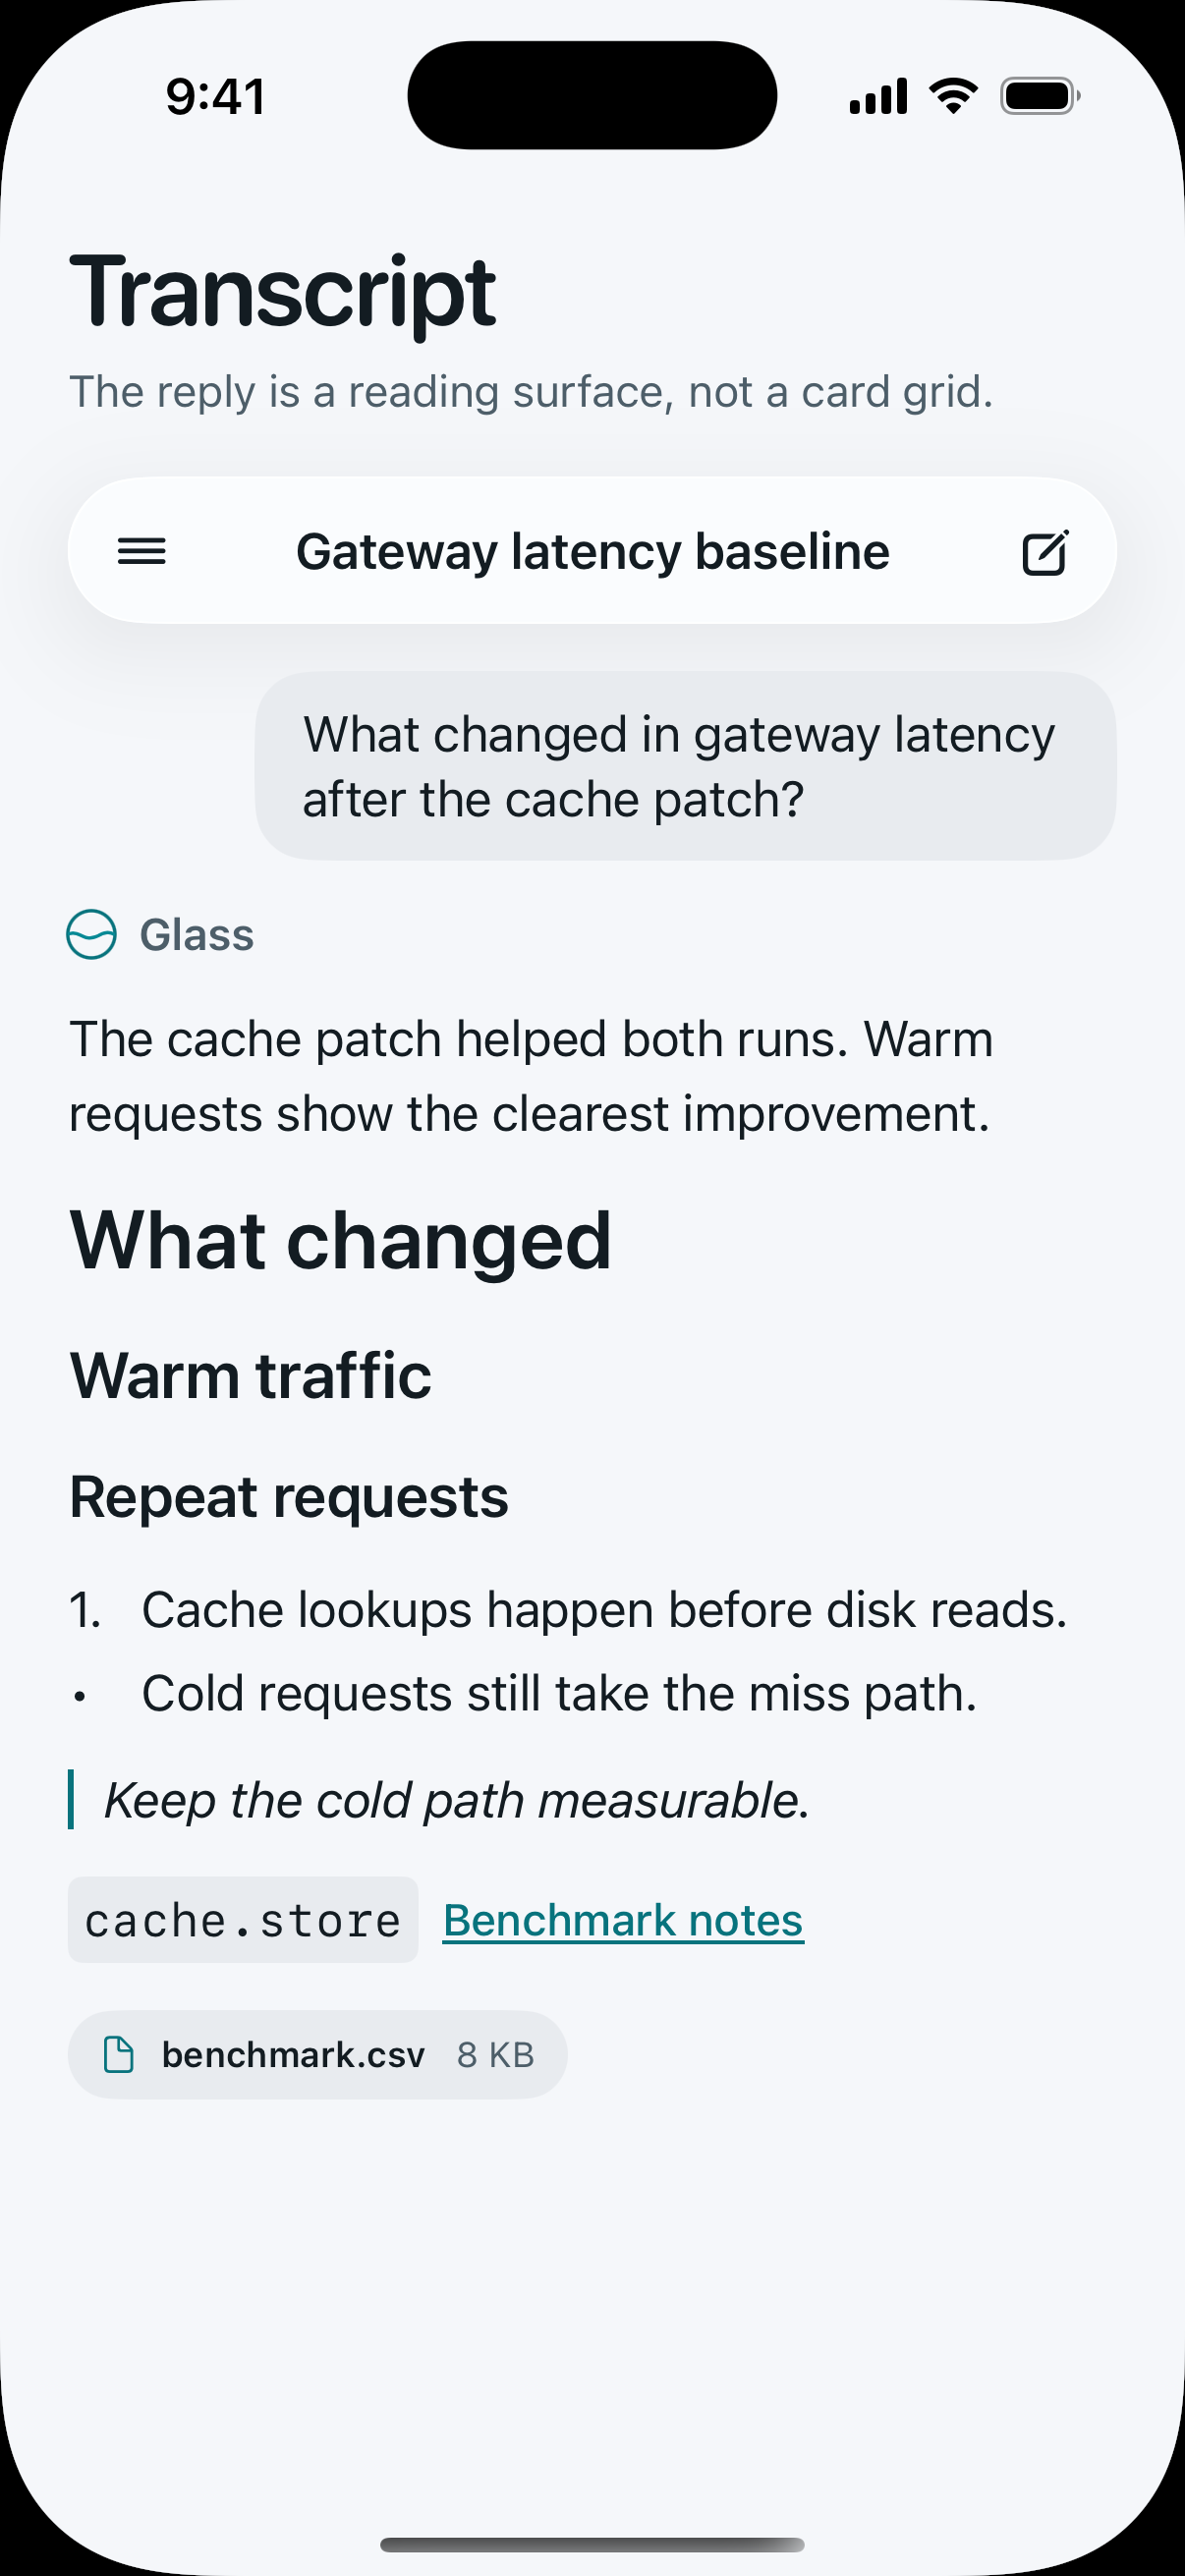 9:41
Transcript
The reply is a reading surface, not a card grid.
Gateway latency baseline
What changed in gateway latency
after the cache patch?
Glass
The cache patch helped both runs. Warm
requests show the clearest improvement.
What changed
Warm traffic
Repeat requests
1. Cache lookups happen before disk reads.
• Cold requests still take the miss path.
Keep the cold path measurable.
cache.store Benchmark notes
benchmark.csv 8 KB